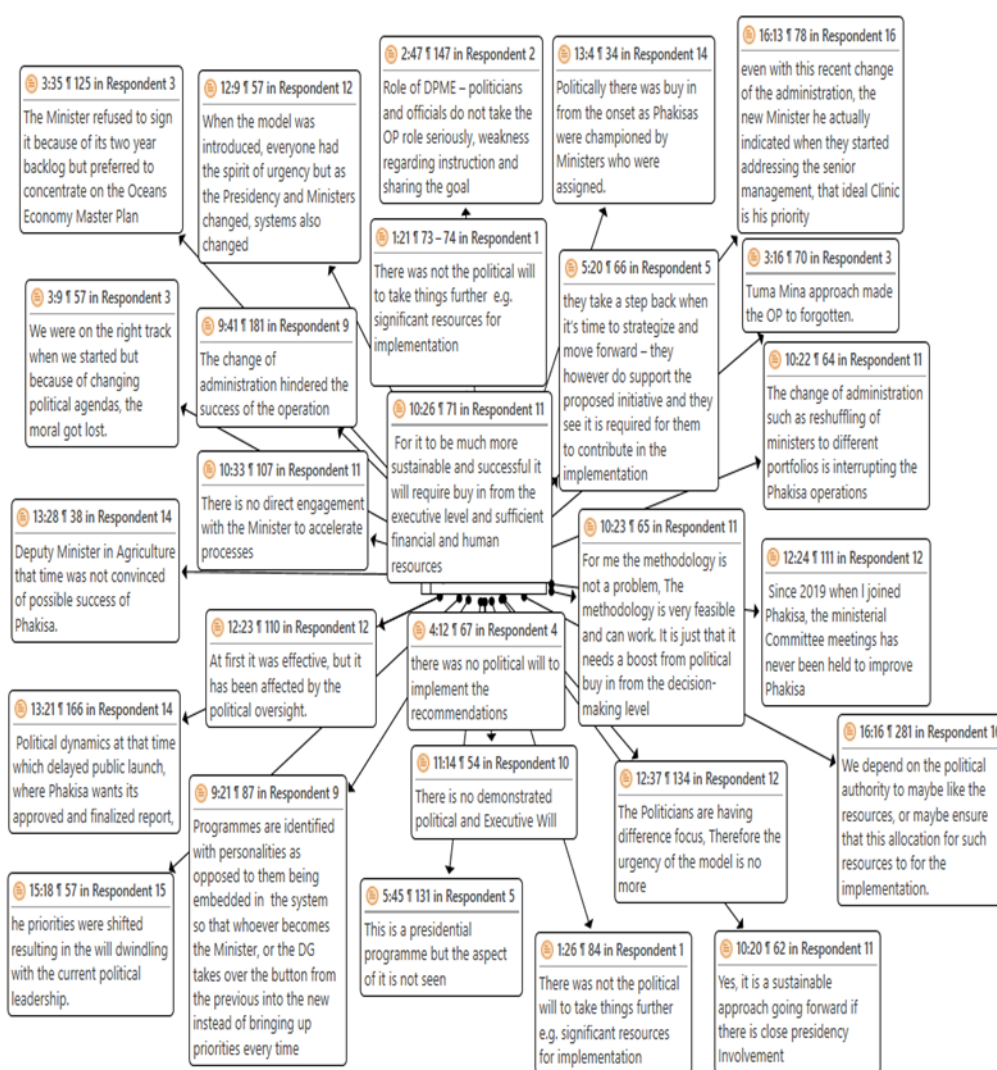 3:35 ¶ 125 in Respondent 3
The Minister refused to sign
it because of its two year
backlog but preferred to
concentrate on the Oceans
Economy Master Plan
12:9 ¶ 57 in Respondent 12
When the model was
introduced, everyone had
the spirit of urgency but as
the Presidency and Ministers
changed, systems also
changed
2:47 ¶ 147 in Respondent 2
Role of DPME – politicians
and officials do not take the
OP role seriously, weakness
regarding instruction and
sharing the goal
13:4 ¶ 34 in Respondent 14
Politically there was buy in
from the onset as Phakisas
were championed by
Ministers who were
assigned.
16:13 ¶ 78 in Respondent 16
even with this recent change
of the administration, the
new Minister he actually
indicated when they started
addressing the senior
management, that ideal Clinic
is his priority
1:21 ¶ 73 – 74 in Respondent 1
There was not the political will
to take things further e.g.
significant resources for
implementation
5:20 ¶ 66 in Respondent 5
they take a step back when
it's time to strategize and
move forward – they
however do support the
proposed initiative and they
see it is required for them
to contribute in the
implementation
3:16 ¶ 70 in Respondent 3
Tuma Mina approach made
the OP to forgotten.
3:9 ¶ 57 in Respondent 3
We were on the right track
when we started but
because of changing
political agendas, the
moral got lost.
9:41 ¶ 181 in Respondent 9
The change of
administration hindered the
success of the operation
10:22 ¶ 64 in Respondent 11
The change of administration
such as reshuffling of
ministers to different
portfolios is interrupting the
Phakisa operations
10:26 ¶ 71 in Respondent 11
For it to be much more
sustainable and successful it
will require buy in from the
executive level and sufficient
financial and human
resources
10:33 ¶ 107 in Respondent 11
There is no direct engagement
with the Minister to accelerate
processes
13:28 ¶ 38 in Respondent 14
Deputy Minister in Agriculture
that time was not convinced
of possible success of
Phakisa.
10:23 ¶ 65 in Respondent 11
For me the methodology is
not a problem, The
methodology is very feasible
and can work. It is just that it
needs a boost from political
buy in from the decision-
making level
12:24 ¶ 111 in Respondent 12
Since 2019 when I joined
Phakisa, the ministerial
Committee meetings has
never been held to improve
Phakisa
12:23 ¶ 110 in Respondent 12
At first it was effective, but it
has been affected by the
political oversight.
4:12 ¶ 67 in Respondent 4
there was no political will to
implement the
recommendations
13:21 ¶ 166 in Respondent 14
Political dynamics at that time
which delayed public launch,
where Phakisa wants its
approved and finalized report,
16:16 ¶ 281 in Respondent 16
We depend on the political
authority to maybe like the
resources, or maybe ensure
that this allocation for such
resources to for the
implementation.
11:14 ¶ 54 in Respondent 10
There is no demonstrated
political and Executive Will
12:37 ¶ 134 in Respondent 12
The Politicians are having
difference focus, Therefore the
urgency of the model is no
more
9:21 ¶ 87 in Respondent 9
Programmes are identified
with personalities as
opposed to them being
embedded in the system
so that whoever becomes
the Minister, or the DG
takes over the button from
the previous into the new
instead of bringing up
priorities every time
15:18 ¶ 57 in Respondent 15
he priorities were shifted
resulting in the will dwindling
with the current political
leadership.
5:45 ¶ 131 in Respondent 5
This is a presidential
programme but the aspect
of it is not seen
1:26 ¶ 84 in Respondent 1
There was not the political
will to take things further
e.g. significant resources
for implementation
10:20 ¶ 62 in Respondent 11
Yes, it is a sustainable
approach going forward if
there is close presidency
Involvement